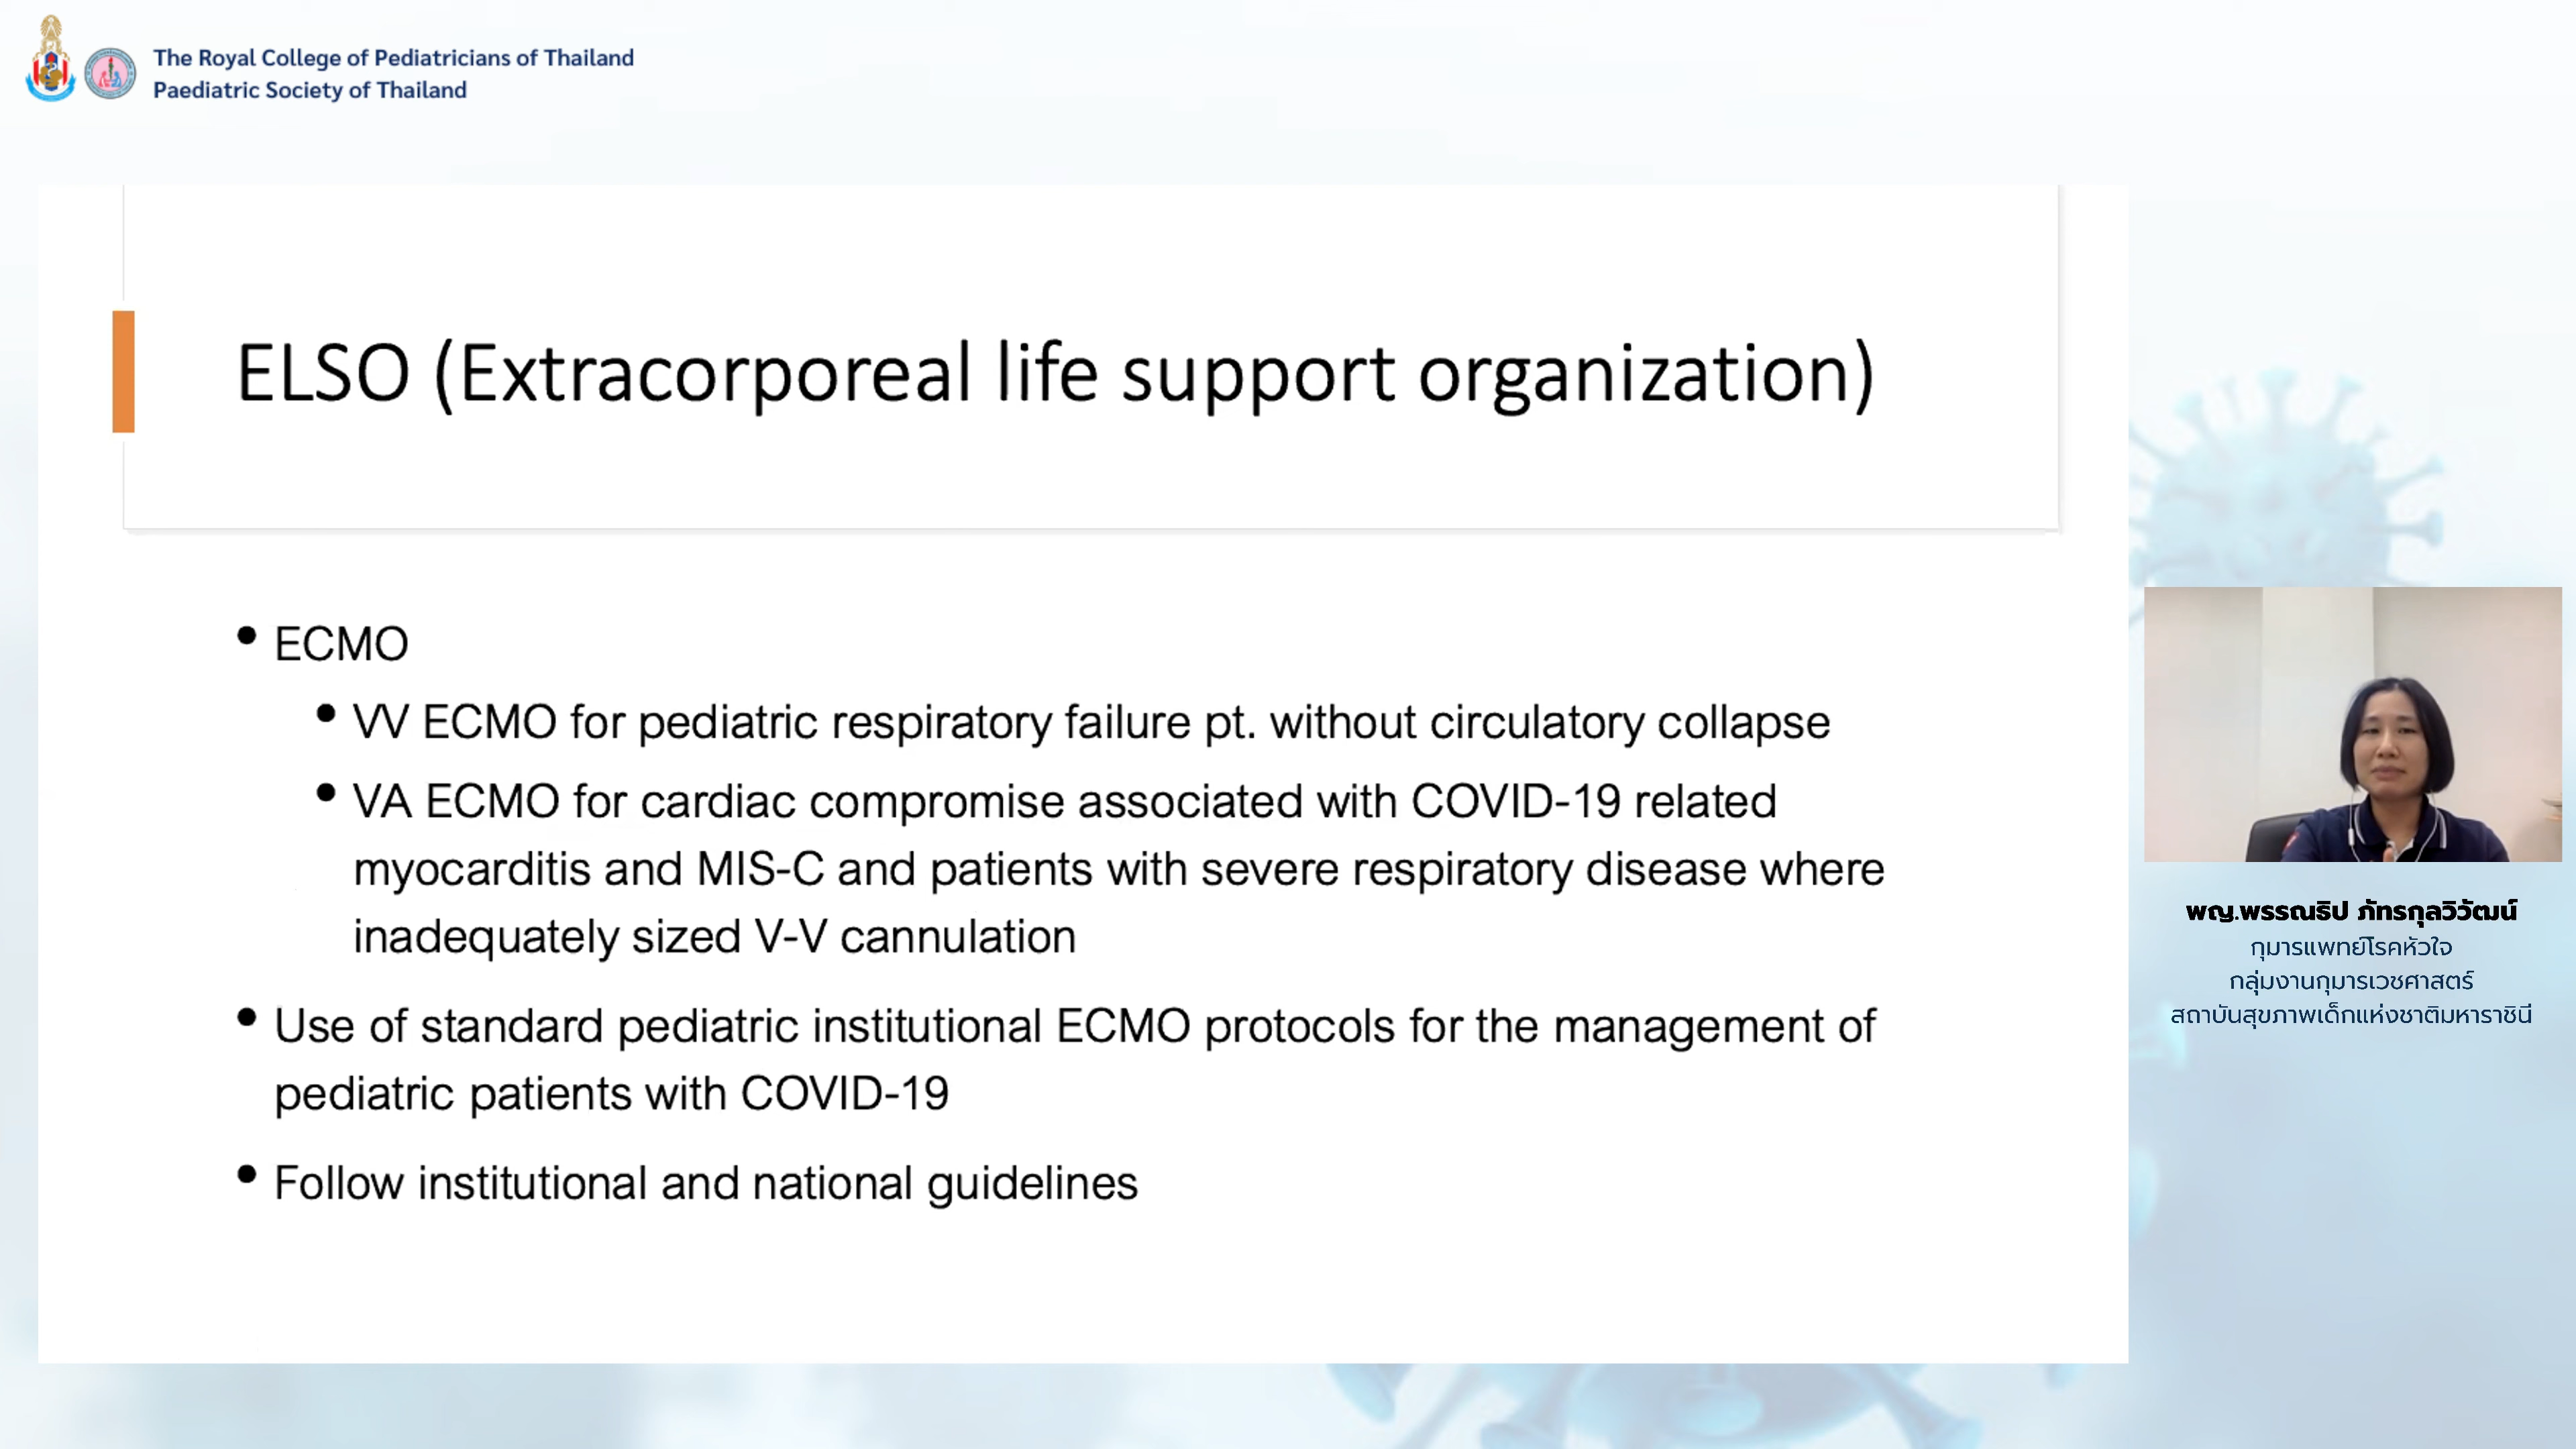 The Royal College of Pediatricians of Thailand
Paediatric Society of Thailand
ELSO (Extracorporeal life support organization)
• ECMO
• VV ECMO for pediatric respiratory failure pt. without circulatory collapse
• VA ECMO for cardiac compromise associated with COVID-19 related
myocarditis and MIS-C and patients with severe respiratory disease where
inadequately sized V-V cannulation
• Use of standard pediatric institutional ECMO protocols for the management of
pediatric patients with COVID-19
• Follow institutional and national guidelines
พญ.พรรณธิป ภัทรกุลวิวัฒน์
กุมารแพทย์โรคหัวใจ
กลุ่มงานกุมารเวชศาสตร์
สถาบันสุขภาพเด็กแห่งชาติมหาราชินี